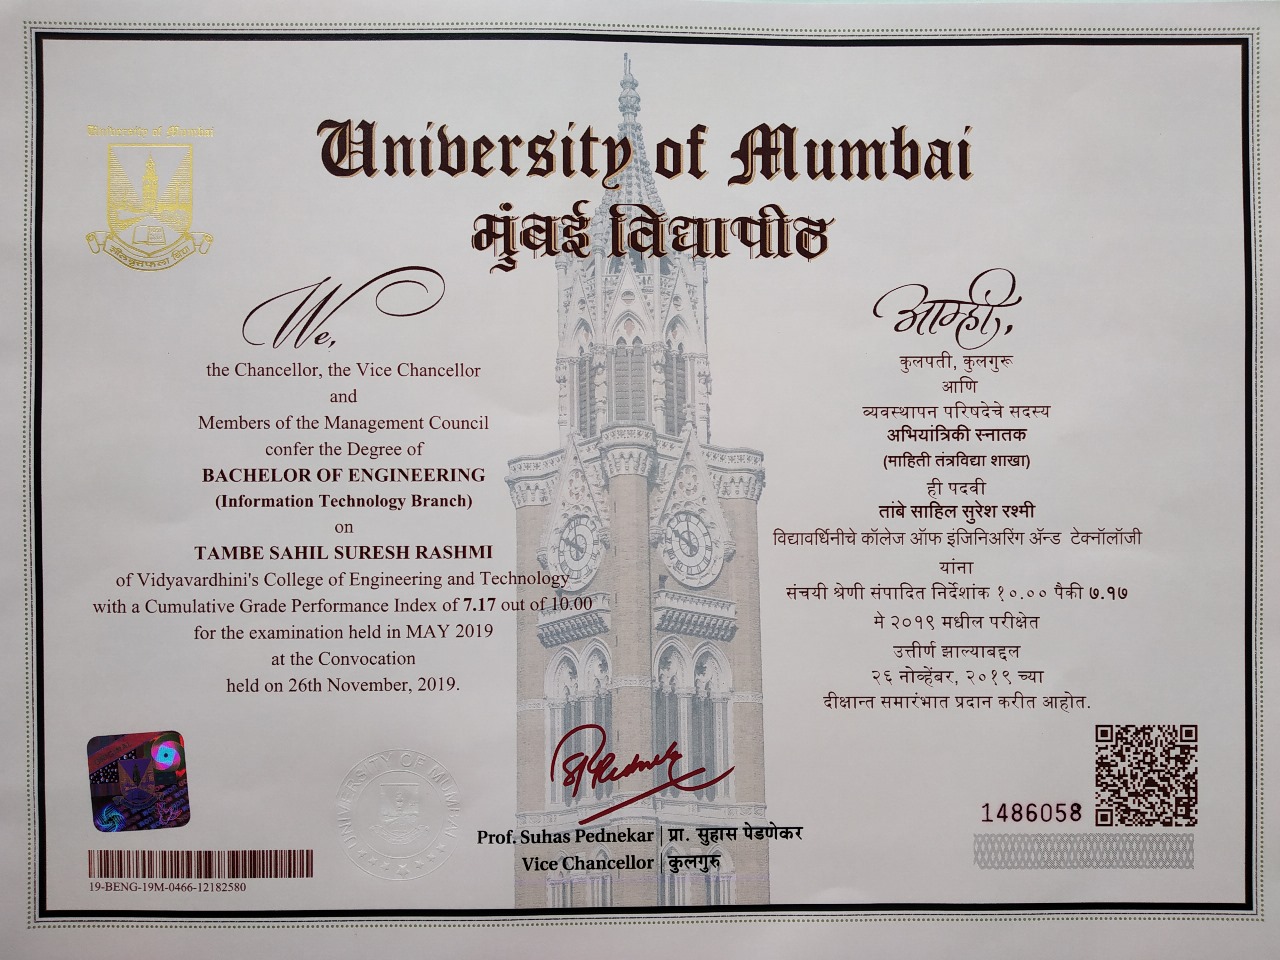 University of Mumbai
University of Mumbai
मुंबई विद्यापीठ
शीलवृत्तफला विद्या
We,
the Chancellor, the Vice Chancellor
and
Members of the Management Council
confer the Degree of
BACHELOR OF ENGINEERING
(Information Technology Branch)
on
TAMBE SAHIL SURESH RASHMI
of Vidyavardhini's College of Engineering and Technology
with a Cumulative Grade Performance Index of 7.17 out of 10.00
for the examination held in MAY 2019
at the Convocation
held on 26th November, 2019.
आम्ही,
कुलपती, कुलगुरू
आणि
व्यवस्थापन परिषदेचे सदस्य
अभियांत्रिकी स्नातक
(माहिती तंत्रविद्या शाखा)
ही पदवी
तांबे साहिल सुरेश रश्मी
विद्यावर्धिनीचे कॉलेज ऑफ इंजिनिअरिंग ॲन्ड टेक्नॉलॉजी
यांना
संचयी श्रेणी संपादित निर्देशांक १०.०० पैकी ७.१७
मे २०१९ मधील परीक्षेत
उत्तीर्ण झाल्याबद्दल
२६ नोव्हेंबर, २०१९ च्या
दीक्षान्त समारंभात प्रदान करीत आहोत.
UNIVERSITY OF MUMBAI
SPednekar
Prof. Suhas Pednekar | प्रा. सुहास पेडणेकर
Vice Chancellor | कुलगुरु
1486058
19-BENG-19M-0466-12182580